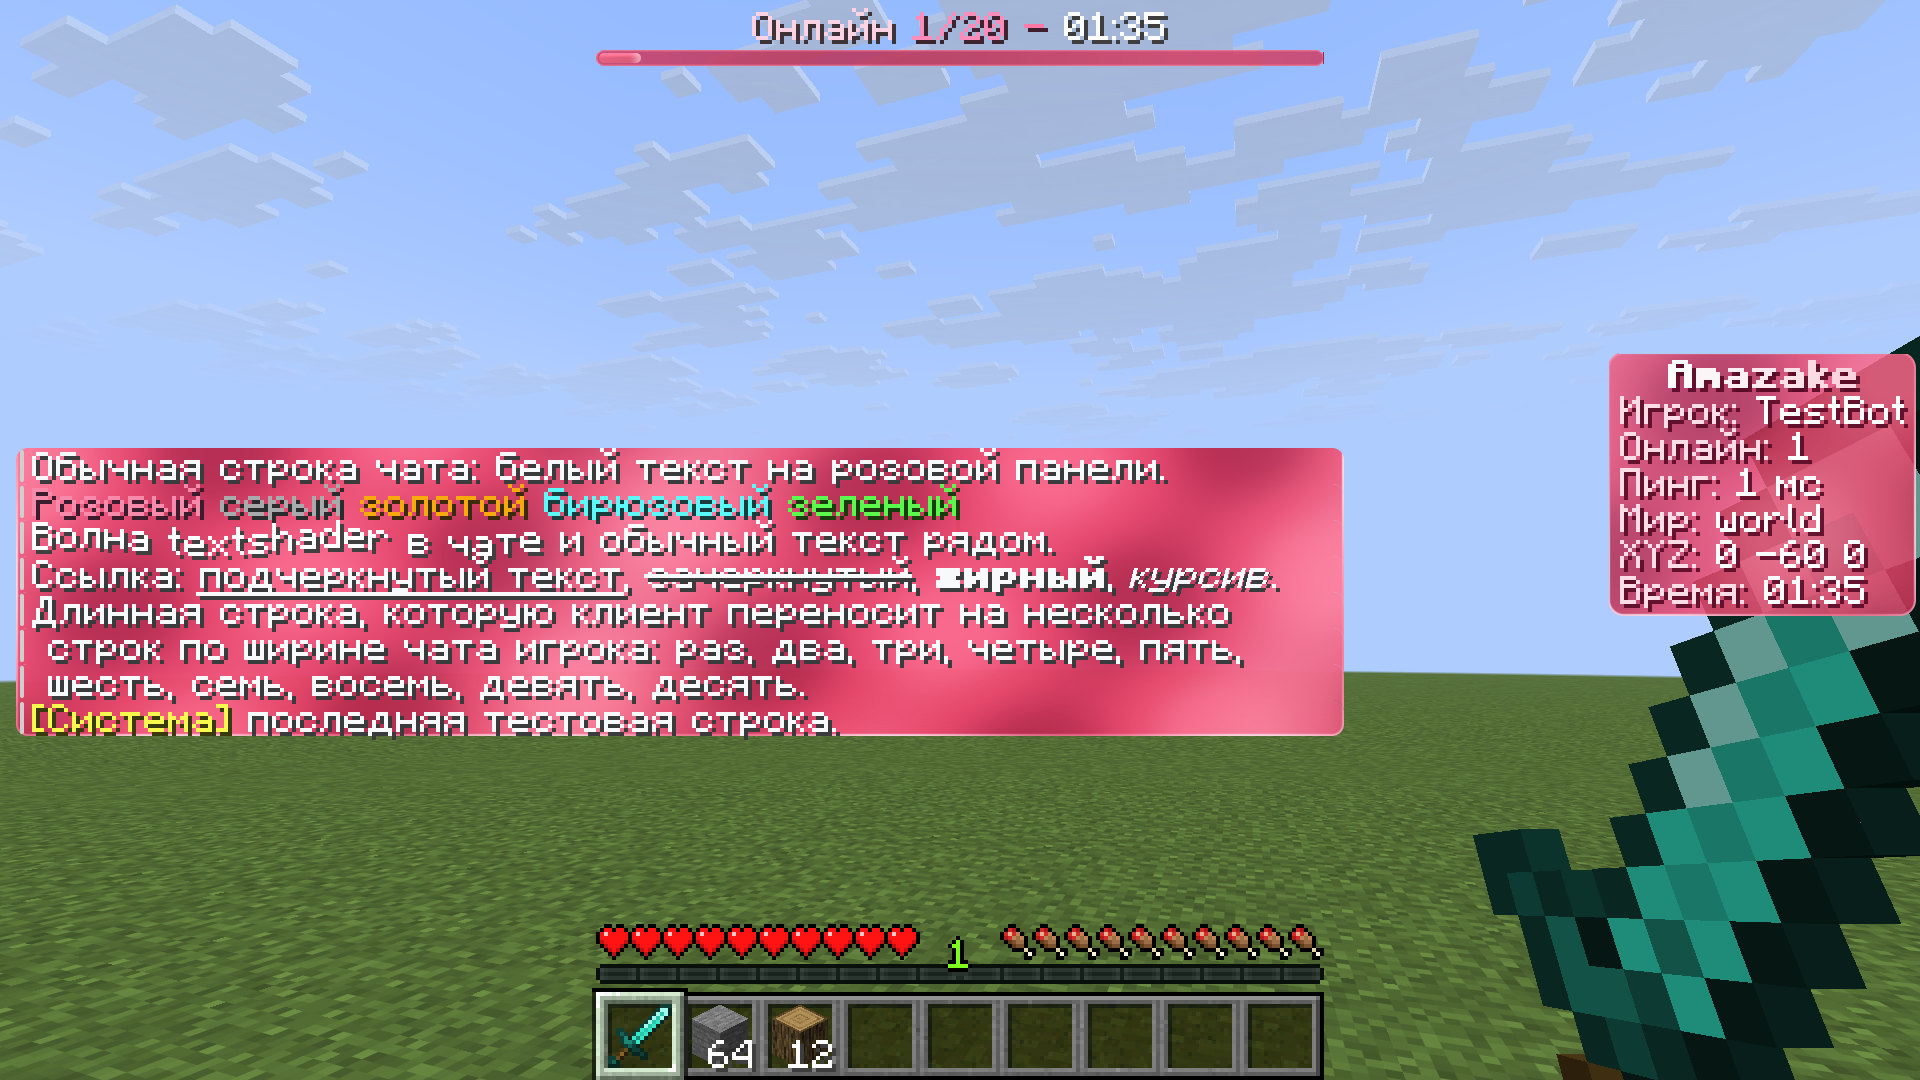 Онлайн 1/20 — 01:35
Amazake
Игрок: TestBot
Онлайн: 1
Пинг: 1 мс
Мир: world
XYZ: 0 -60 0
Время: 01:35
Обычная строка чата: белый текст на розовой панели.
Розовый серый золотой бирюзовый зеленый
Волна textshader в чате и обычный текст рядом.
Ссылка: подчеркнутый текст, зачеркнутый, жирный, курсив.
Длинная строка, которую клиент переносит на несколько
строк по ширине чата игрока: раз, два, три, четыре, пять,
шесть, семь, восемь, девять, десять.
[Система] последняя тестовая строка.
1
64 12